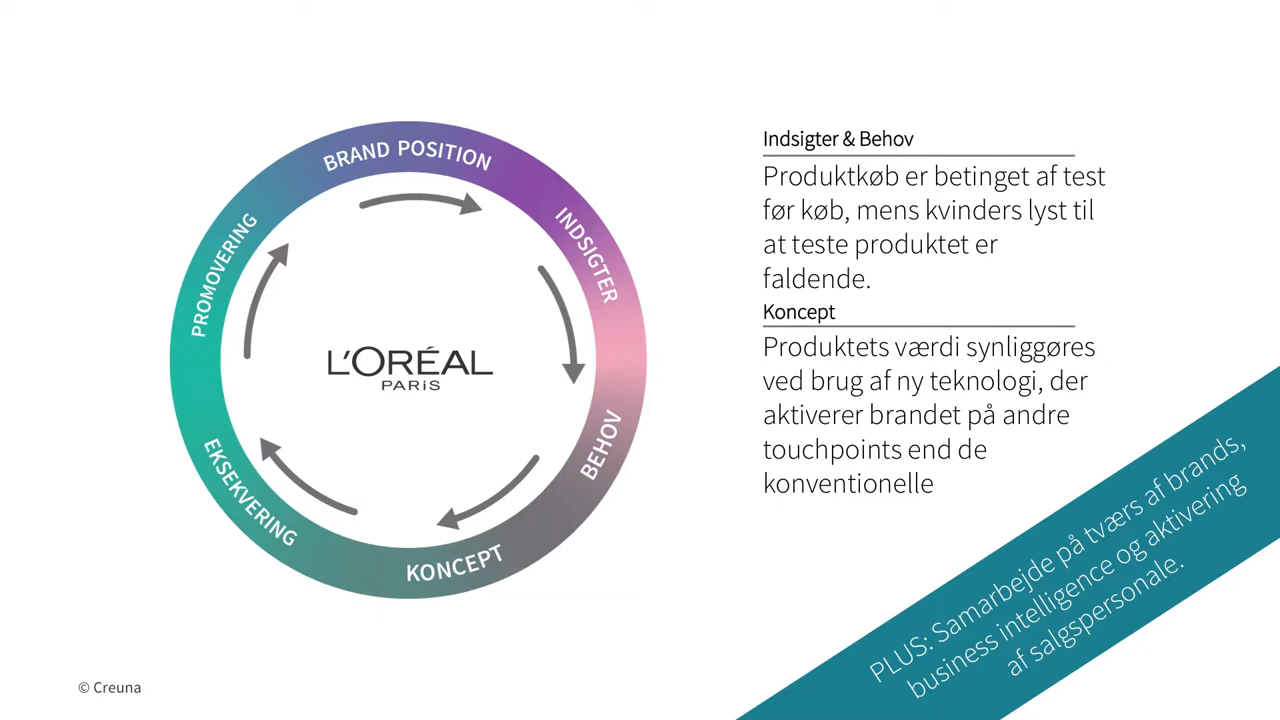 BRAND POSITION
INDSIGTER
BEHOV
KONCEPT
EKSEKVERING
PROMOVERING
L'ORÉAL
PARiS
Indsigter & Behov
Produktkøb er betinget af test
før køb, mens kvinders lyst til
at teste produktet er
faldende.
Koncept
Produktets værdi synliggøres
ved brug af ny teknologi, der
aktiverer brandet på andre
touchpoints end de
konventionelle
PLUS: Samarbejde på tværs af brands,
business intelligence og aktivering
af salgspersonale.
© Creuna